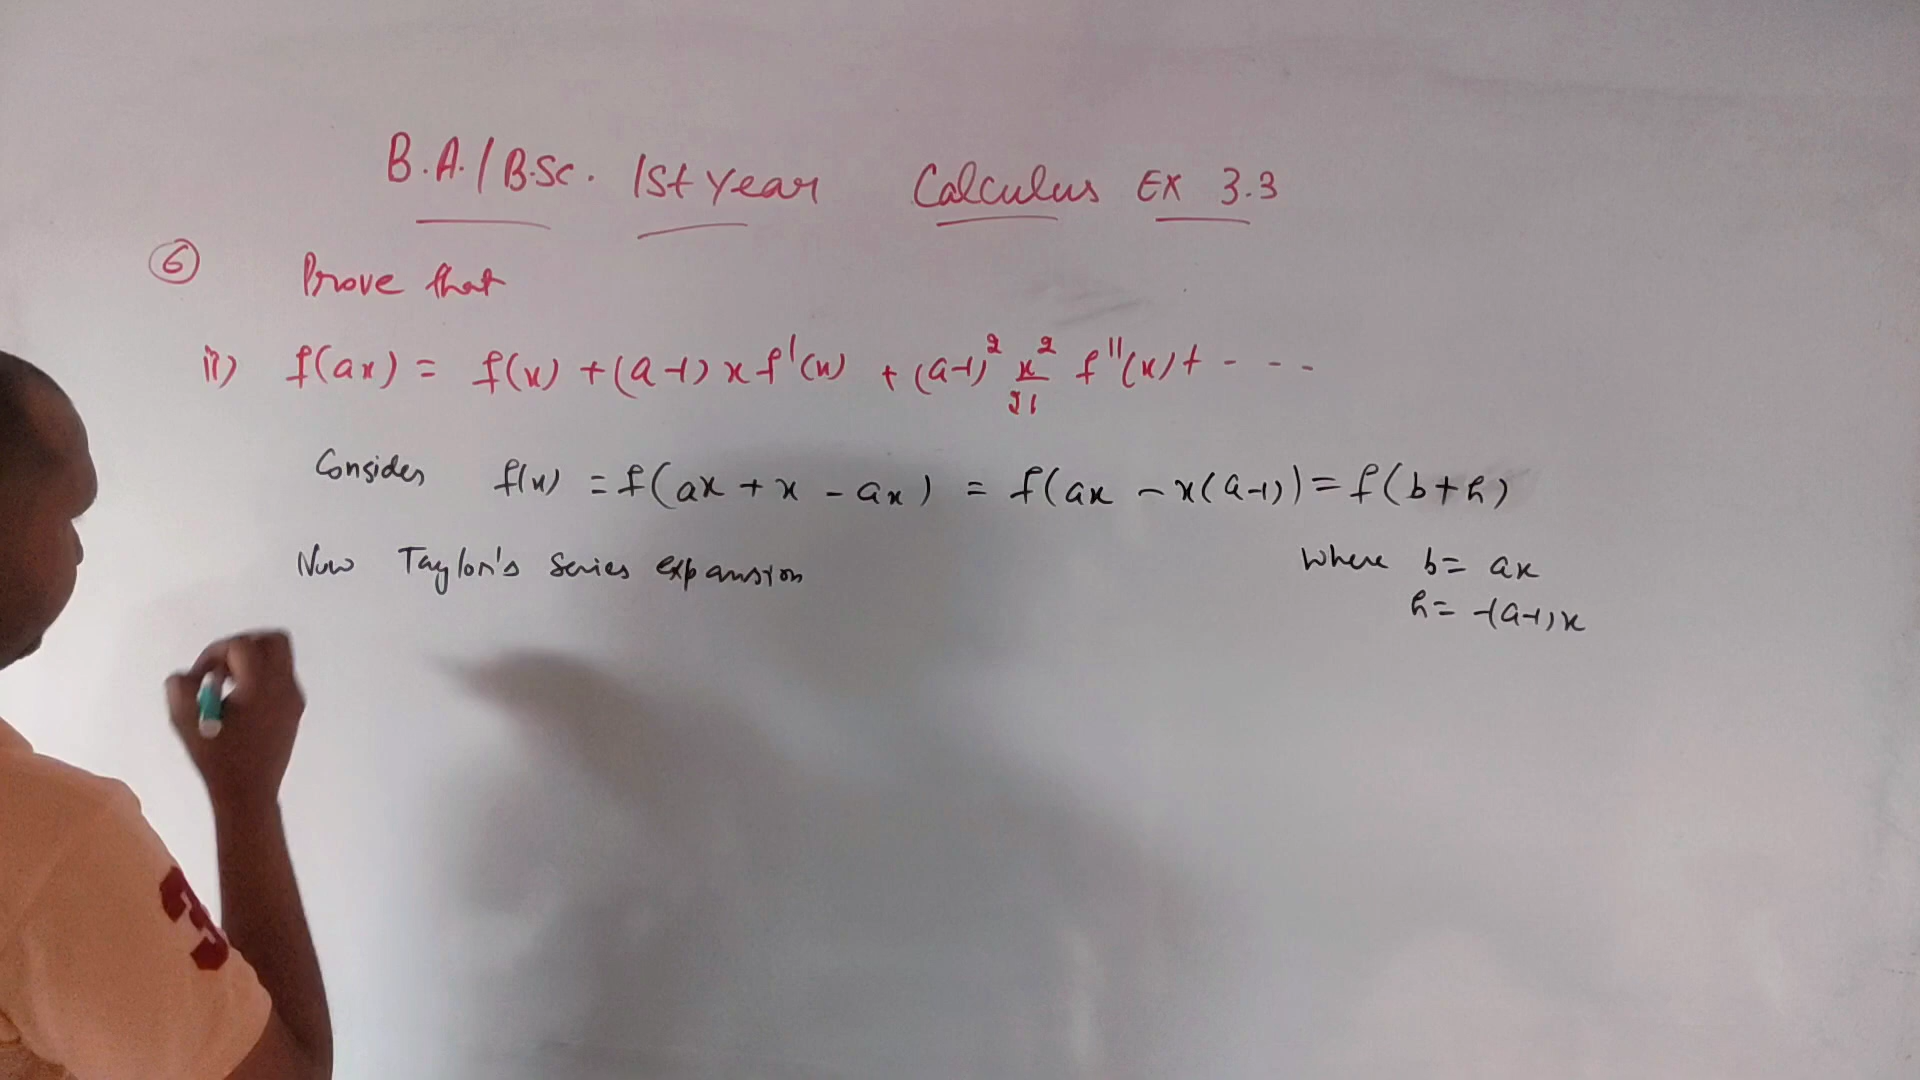 B.A./B.Sc. 1st Year Calculus Ex 3.3
6 Prove that
ii) f(ax) = f(x) + (a-1) x f'(x) + (a-1)² x²/2! f''(x) + - - -
Consider f(x) = f(ax + x - ax) = f(ax - x(a-1)) = f(b+h)
Now Taylor's Series expansion where b = ax
h = -(a-1)x
3